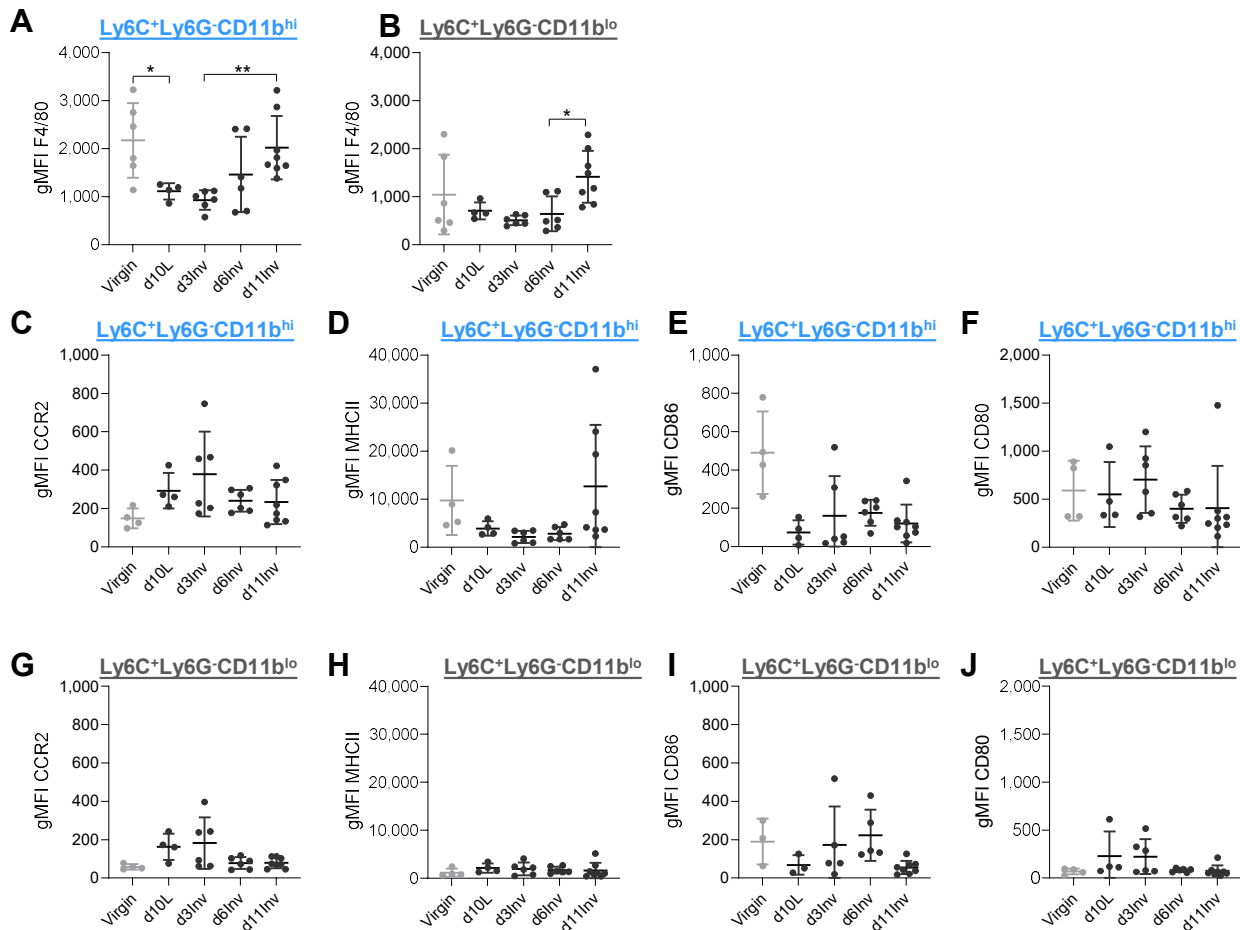 A
Ly6C⁺Ly6G⁻CD11bʰⁱ
gMFI F4/80
4,000
3,000
2,000
1,000
0
*
**
Virgin
d10L
d3Inv
d6Inv
d11Inv
B
Ly6C⁺Ly6G⁻CD11bˡᵒ
gMFI F4/80
4,000
3,000
2,000
1,000
0
*
Virgin
d10L
d3Inv
d6Inv
d11Inv
C
Ly6C⁺Ly6G⁻CD11bʰⁱ
gMFI CCR2
1,000
800
600
400
200
0
Virgin
d10L
d3Inv
d6Inv
d11Inv
D
Ly6C⁺Ly6G⁻CD11bʰⁱ
gMFI MHCII
40,000
30,000
20,000
10,000
0
Virgin
d10L
d3Inv
d6Inv
d11Inv
E
Ly6C⁺Ly6G⁻CD11bʰⁱ
gMFI CD86
1,000
800
600
400
200
0
Virgin
d10L
d3Inv
d6Inv
d11Inv
F
Ly6C⁺Ly6G⁻CD11bʰⁱ
gMFI CD80
2,000
1,500
1,000
500
0
Virgin
d10L
d3Inv
d6Inv
d11Inv
G
Ly6C⁺Ly6G⁻CD11bˡᵒ
gMFI CCR2
1,000
800
600
400
200
0
Virgin
d10L
d3Inv
d6Inv
d11Inv
H
Ly6C⁺Ly6G⁻CD11bˡᵒ
gMFI MHCII
40,000
30,000
20,000
10,000
0
Virgin
d10L
d3Inv
d6Inv
d11Inv
I
Ly6C⁺Ly6G⁻CD11bˡᵒ
gMFI CD86
1,000
800
600
400
200
0
Virgin
d10L
d3Inv
d6Inv
d11Inv
J
Ly6C⁺Ly6G⁻CD11bˡᵒ
gMFI CD80
2,000
1,500
1,000
500
0
Virgin
d10L
d3Inv
d6Inv
d11Inv